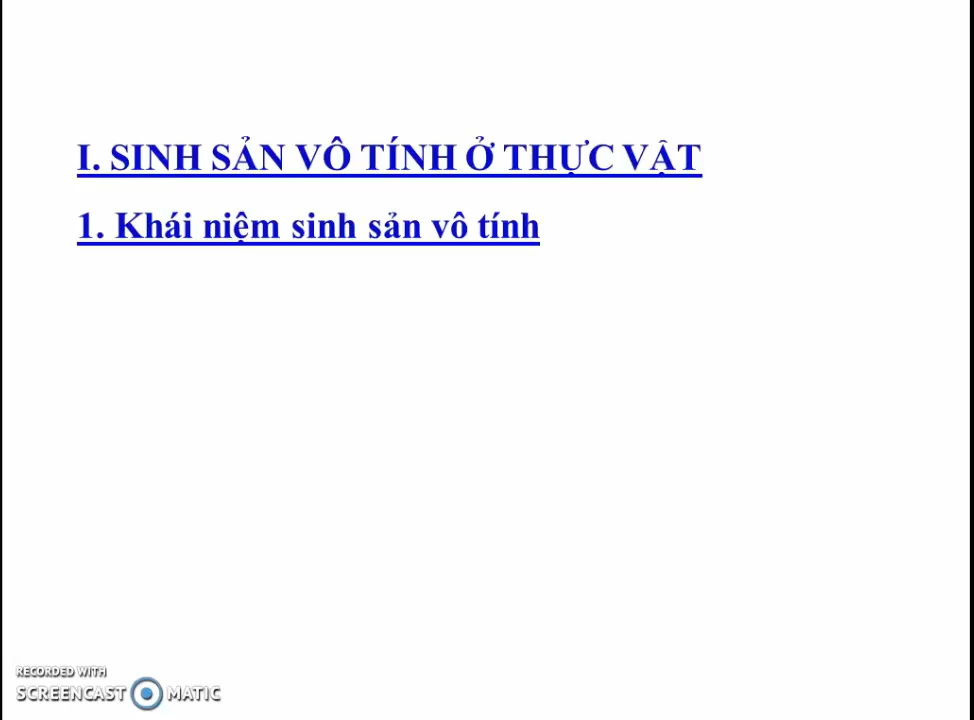 I. SINH SẢN VÔ TÍNH Ở THỰC VẬT
1. Khái niệm sinh sản vô tính
RECORDED WITH
SCREENCAST MATIC